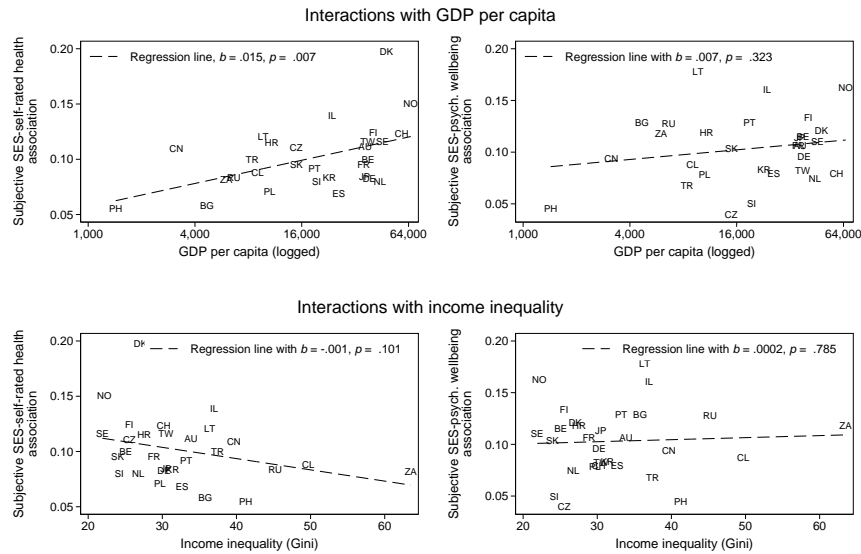 Interactions with GDP per capita
Subjective SES-self-rated health
association
0.20
0.15
0.10
0.05
Regression line, b = .015, p = .007
DK
NO
IL
LT
HR
FI
CH
CN
CZ
TW
SE
AU
TR
SK
BE
FR
CL
PT
ZA
RU
SI
KR
JP
DE
NL
PL
ES
BG
PH
1,000
4,000
16,000
64,000
GDP per capita (logged)
Subjective SES-psych. wellbeing
association
0.20
0.15
0.10
0.05
Regression line with b = .007, p = .323
LT
IL
NO
BG
RU
PT
FI
ZA
HR
DK
BE
SE
SK
CN
DE
CL
PL
KR
ES
TW
CH
NL
TR
SI
PH
CZ
1,000
4,000
16,000
64,000
GDP per capita (logged)
Interactions with income inequality
Subjective SES-self-rated health
association
0.20
0.15
0.10
0.05
Regression line with b = -.001, p = .101
DK
NO
IL
FI
CH
LT
SE
CZ
HR
TW
AU
CN
BE
TR
SK
FR
PT
CL
SI
NL
DE
KR
RU
ZA
PL
ES
BG
PH
20
30
40
50
60
Income inequality (Gini)
Subjective SES-psych. wellbeing
association
0.20
0.15
0.10
0.05
Regression line with b = .0002, p = .785
LT
NO
IL
FI
PT
BG
RU
DK
HR
ZA
SE
BE
JP
SK
FR
AU
DE
CN
CL
KR
ES
NL
TR
SI
PH
CZ
20
30
40
50
60
Income inequality (Gini)